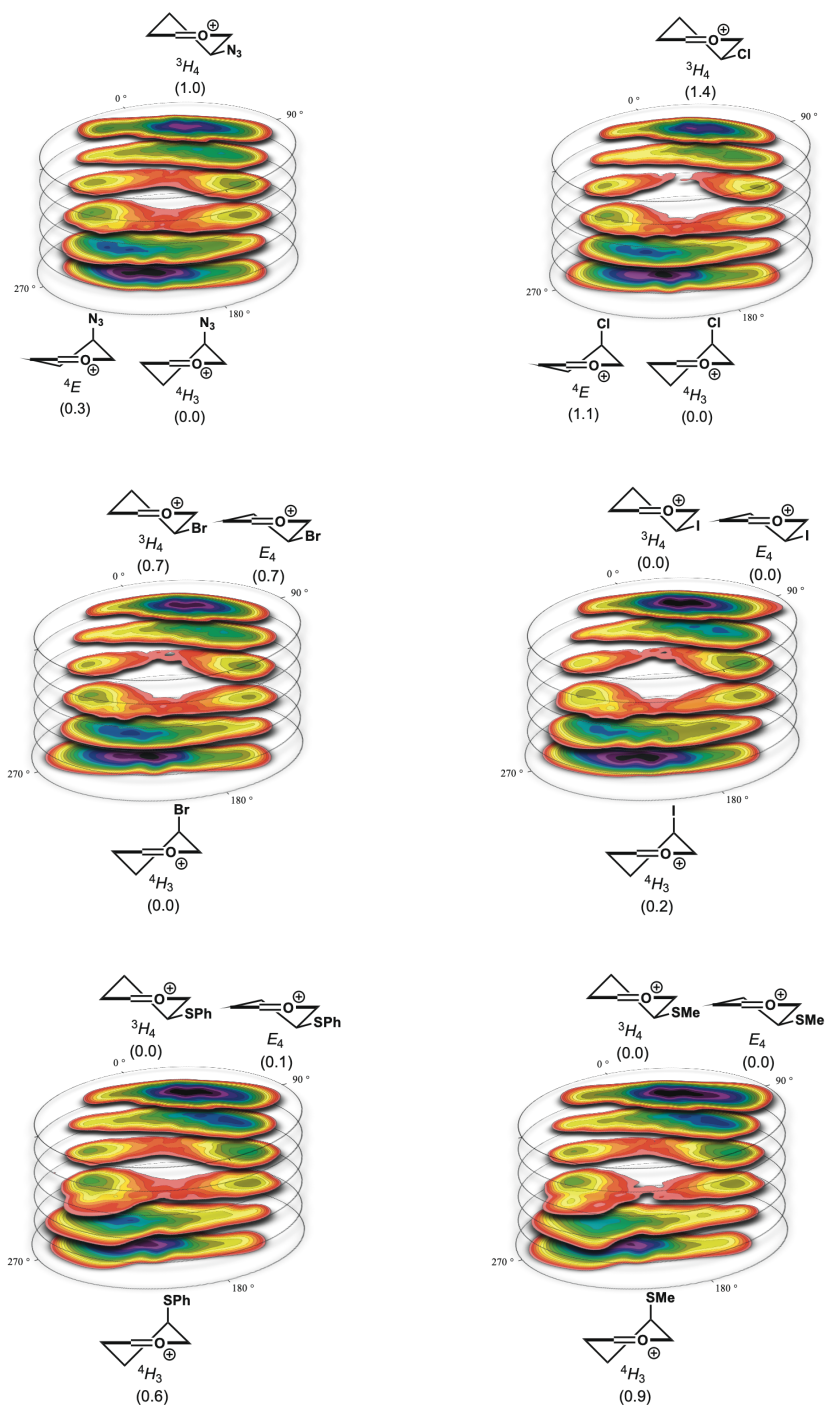 O ⊕
N3
3H4
(1.0)
0 °
90 °
270 °
180 °
N3 N3
O ⊕ O ⊕
4E 4H3
(0.3) (0.0)
O ⊕
Cl
3H4
(1.4)
0 °
90 °
270 °
180 °
Cl Cl
O ⊕ O ⊕
4E 4H3
(1.1) (0.0)
O ⊕ O ⊕
Br Br
3H4 E4
(0.7) (0.7)
0 °
90 °
270 °
180 °
Br
O ⊕
4H3
(0.0)
O ⊕ O ⊕
I I
3H4 E4
(0.0) (0.0)
0 °
90 °
270 °
180 °
I
O ⊕
4H3
(0.2)
O ⊕ O ⊕
SPh SPh
3H4 E4
(0.0) (0.1)
0 °
90 °
270 °
180 °
SPh
O ⊕
4H3
(0.6)
O ⊕ O ⊕
SMe SMe
3H4 E4
(0.0) (0.0)
0 °
90 °
270 °
180 °
SMe
O ⊕
4H3
(0.9)